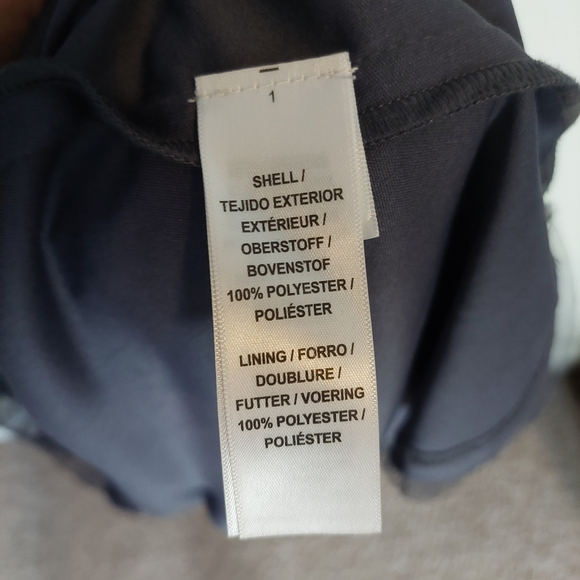 1
SHELL /
TEJIDO EXTERIOR
EXTÉRIEUR /
OBERSTOFF /
BOVENSTOF
100% POLYESTER /
POLIÉSTER
LINING / FORRO /
DOUBLURE /
FUTTER / VOERING
100% POLYESTER /
POLIÉSTER